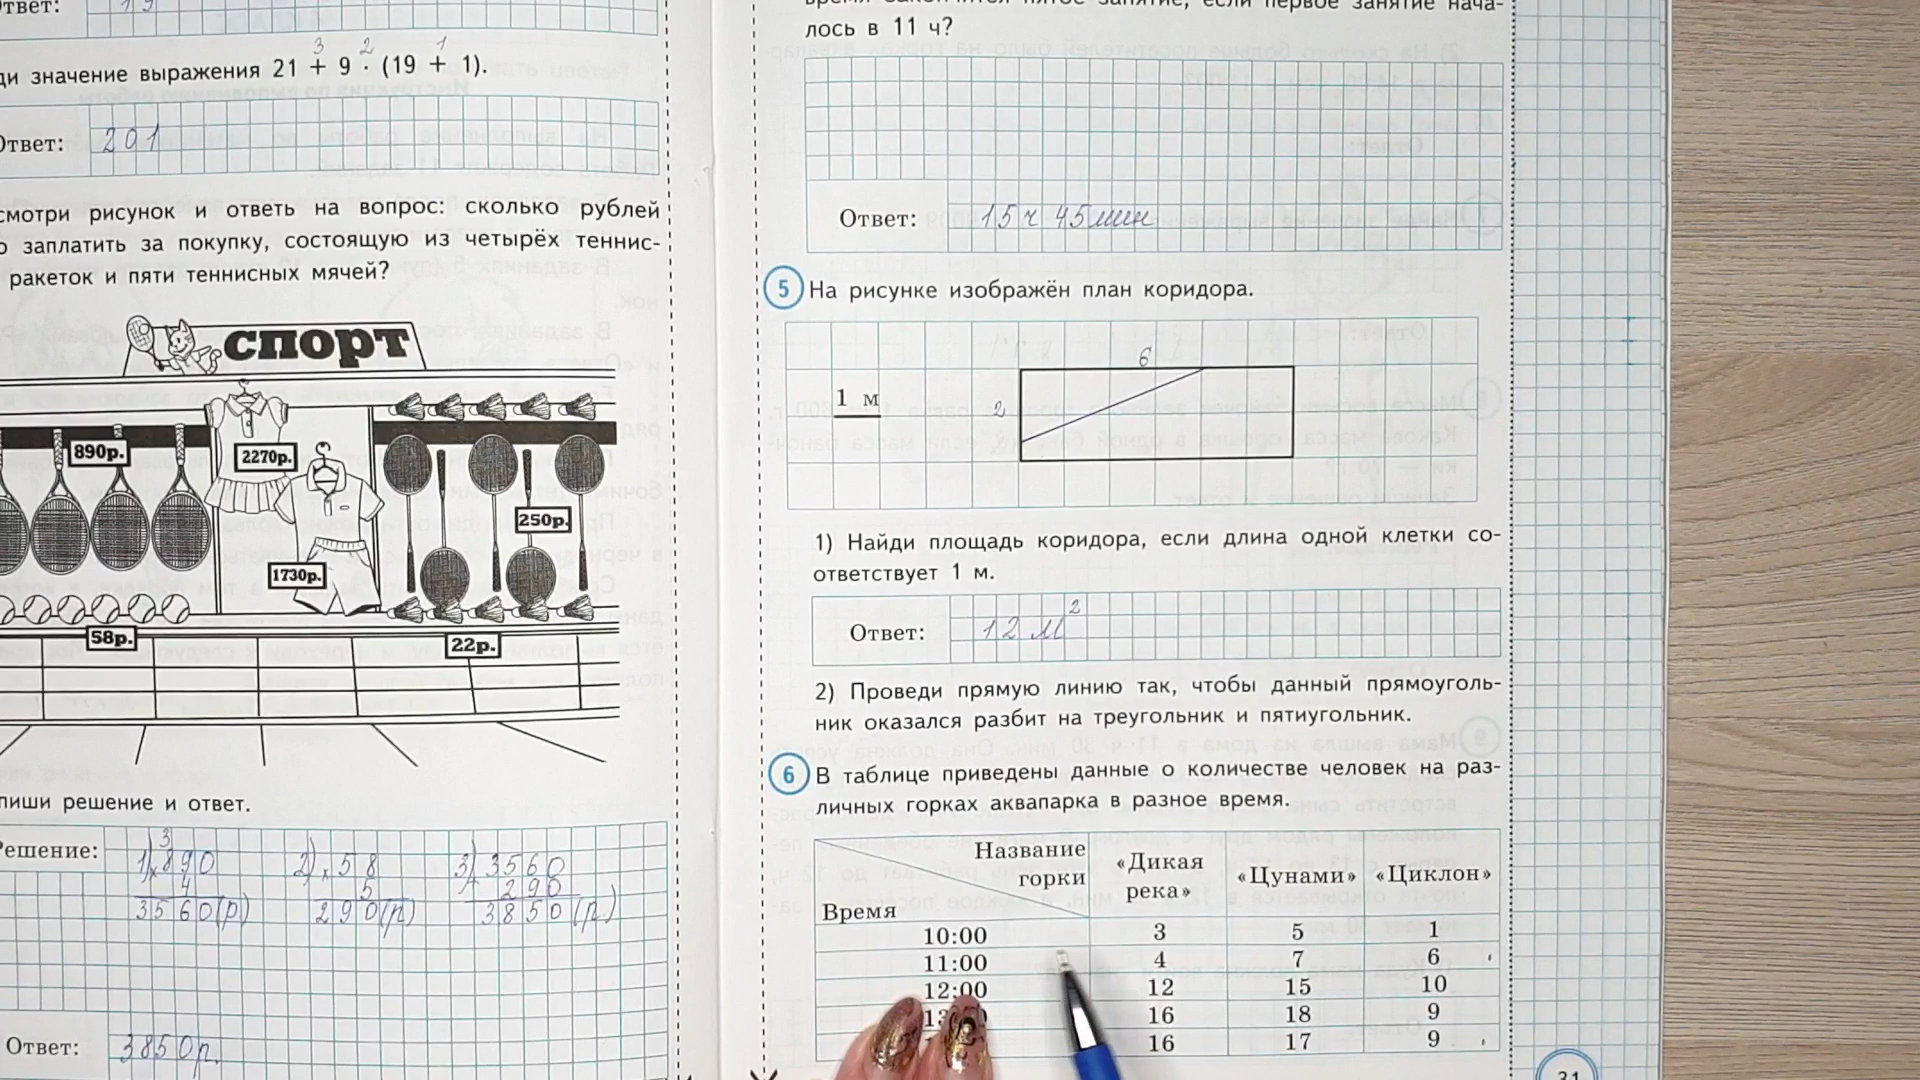 19
3 2 1
ди значение выражения 21 + 9 · (19 + 1).
Ответ: 201
смотри рисунок и ответь на вопрос: сколько рублей
о заплатить за покупку, состоящую из четырёх теннис-
ракеток и пяти теннисных мячей?
СПОРТ
890р.
2270р.
250р.
1730р.
58р.
22р.
пиши решение и ответ.
Решение:
3
1) ×890 2) ×58 3) +3560
4 5 290
3560(р) 290(р) 3850(р.)
Ответ: 3850р.
лось в 11 ч?
Ответ: 15 ч 45 мин
5 На рисунке изображён план коридора.
6
1 м 2
1) Найди площадь коридора, если длина одной клетки со-
ответствует 1 м.
Ответ: 12 м²
2) Проведи прямую линию так, чтобы данный прямоуголь-
ник оказался разбит на треугольник и пятиугольник.
6 В таблице приведены данные о количестве человек на раз-
личных горках аквапарка в разное время.
Название горки «Дикая река» «Цунами» «Циклон»
Время
10:00 3 5 1
11:00 4 7 6
12:00 12 15 10
16 18 9
16 17 9
31